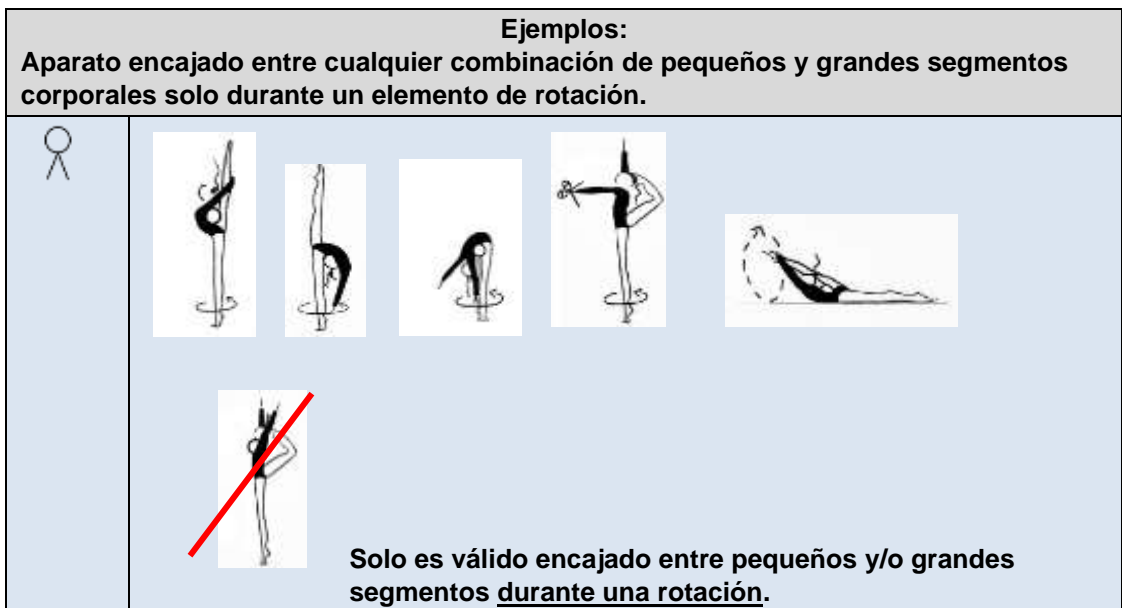 Ejemplos:
Aparato encajado entre cualquier combinación de pequeños y grandes segmentos
corporales solo durante un elemento de rotación.
Solo es válido encajado entre pequeños y/o grandes
segmentos durante una rotación.